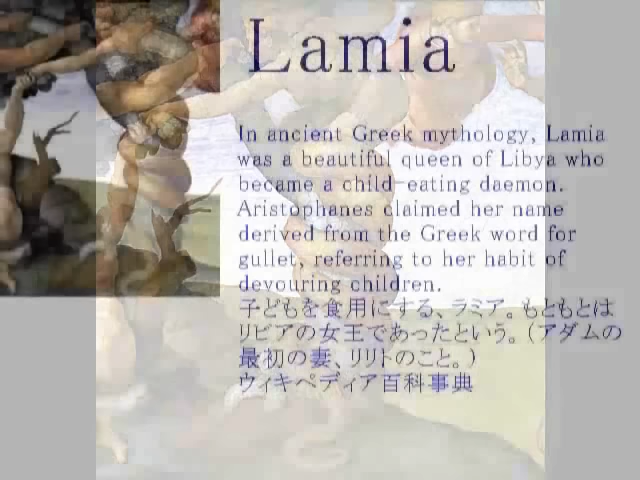 Lamia
In ancient Greek mythology, Lamia
was a beautiful queen of Libya who
became a child-eating daemon.
Aristophanes claimed her name
derived from the Greek word for
gullet, referring to her habit of
devouring children.
子どもを食用にする、ラミア。もともとは
リビアの女王であったという。(アダムの
最初の妻、リリトのこと。)
ウィキペディア百科事典